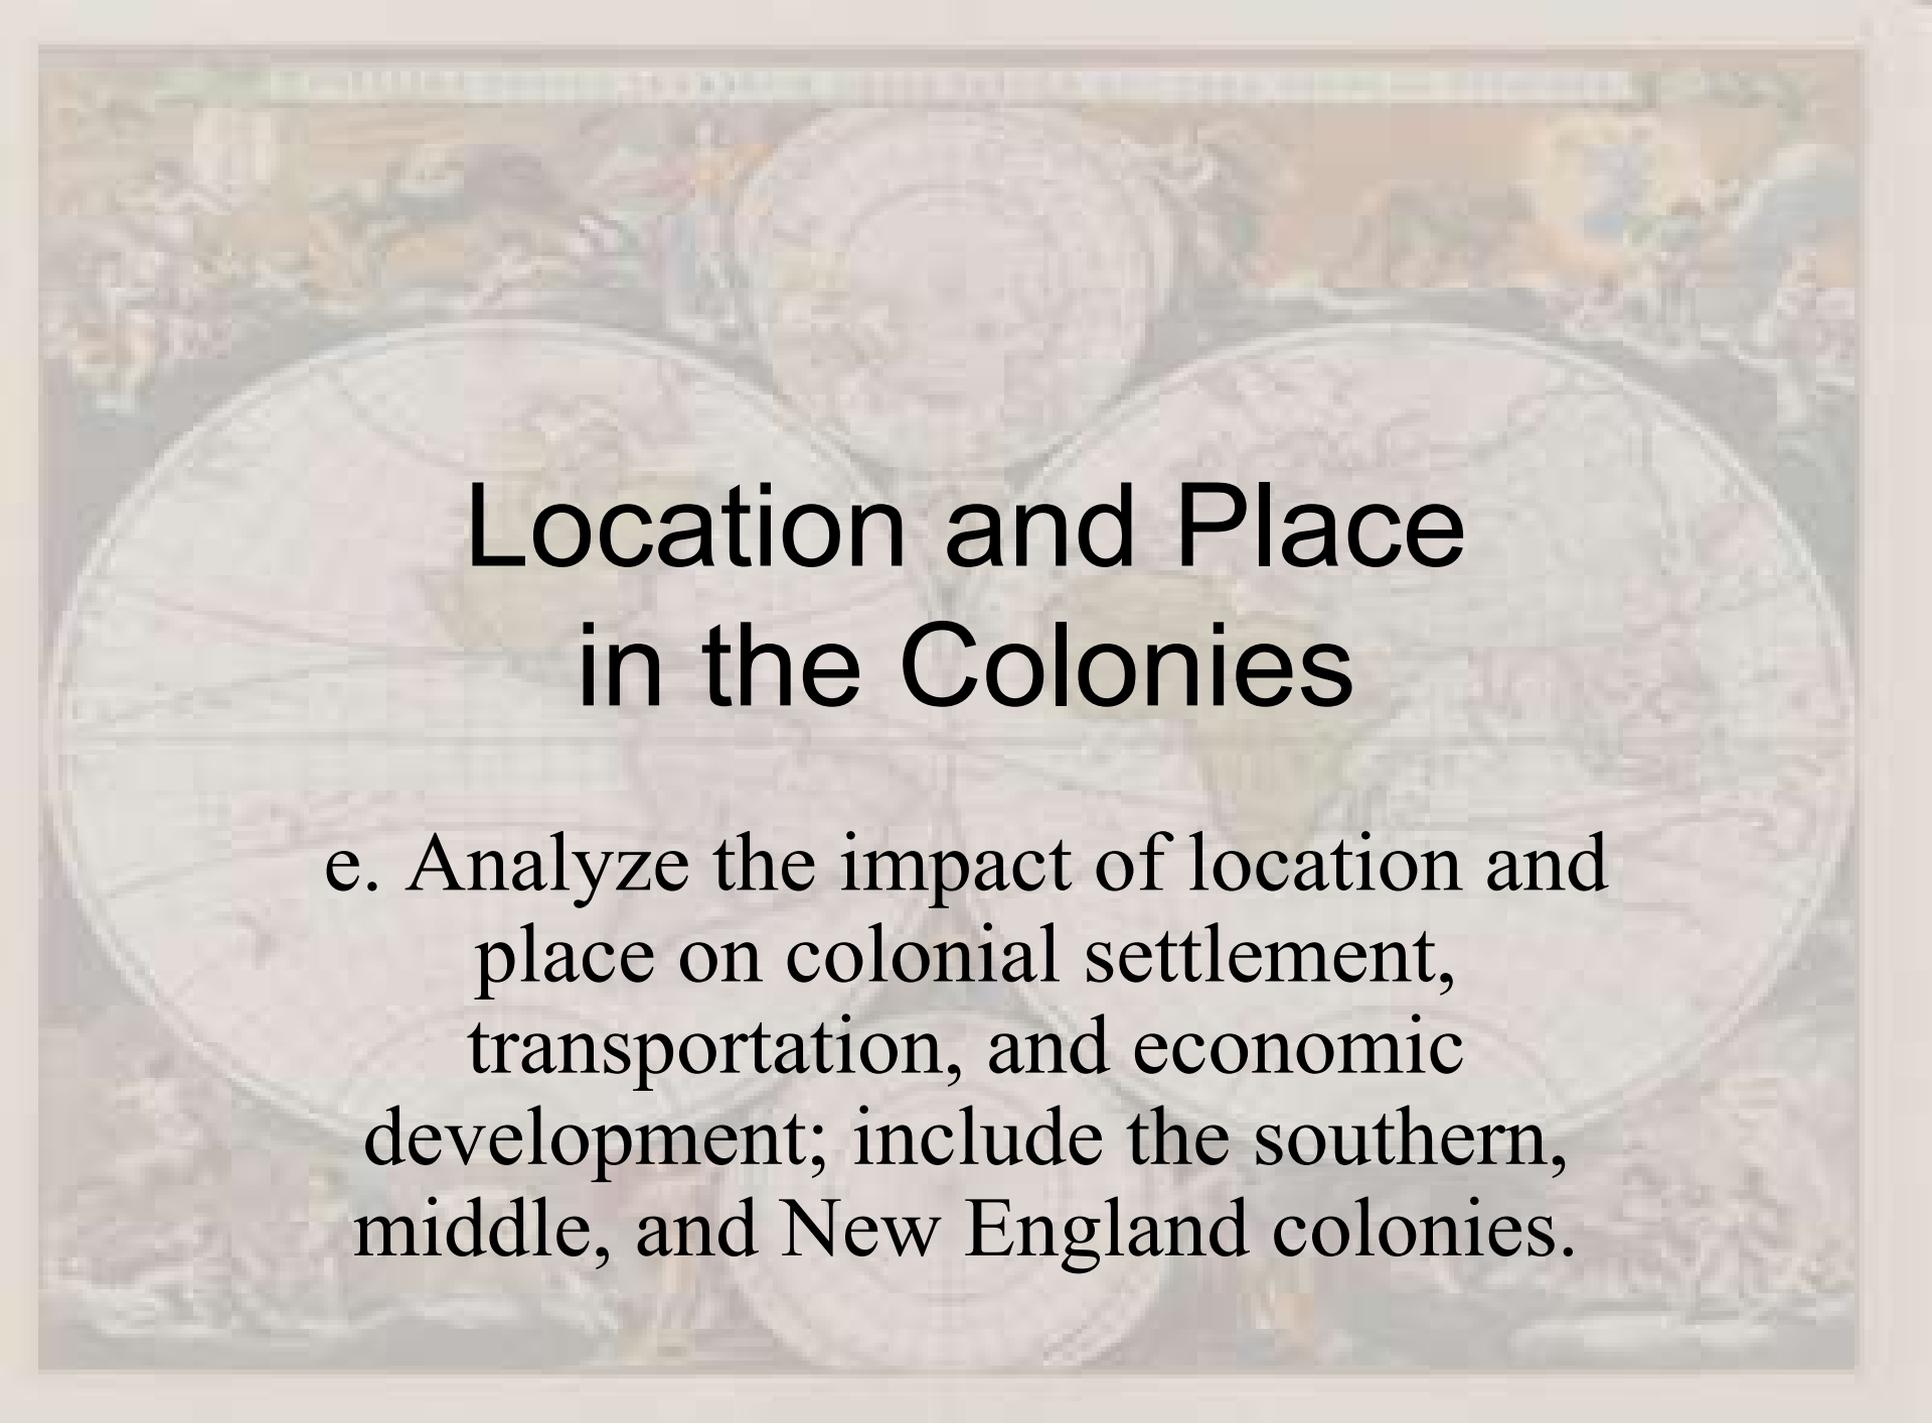 Location and Place
in the Colonies
e. Analyze the impact of location and
place on colonial settlement,
transportation, and economic
development; include the southern,
middle, and New England colonies.